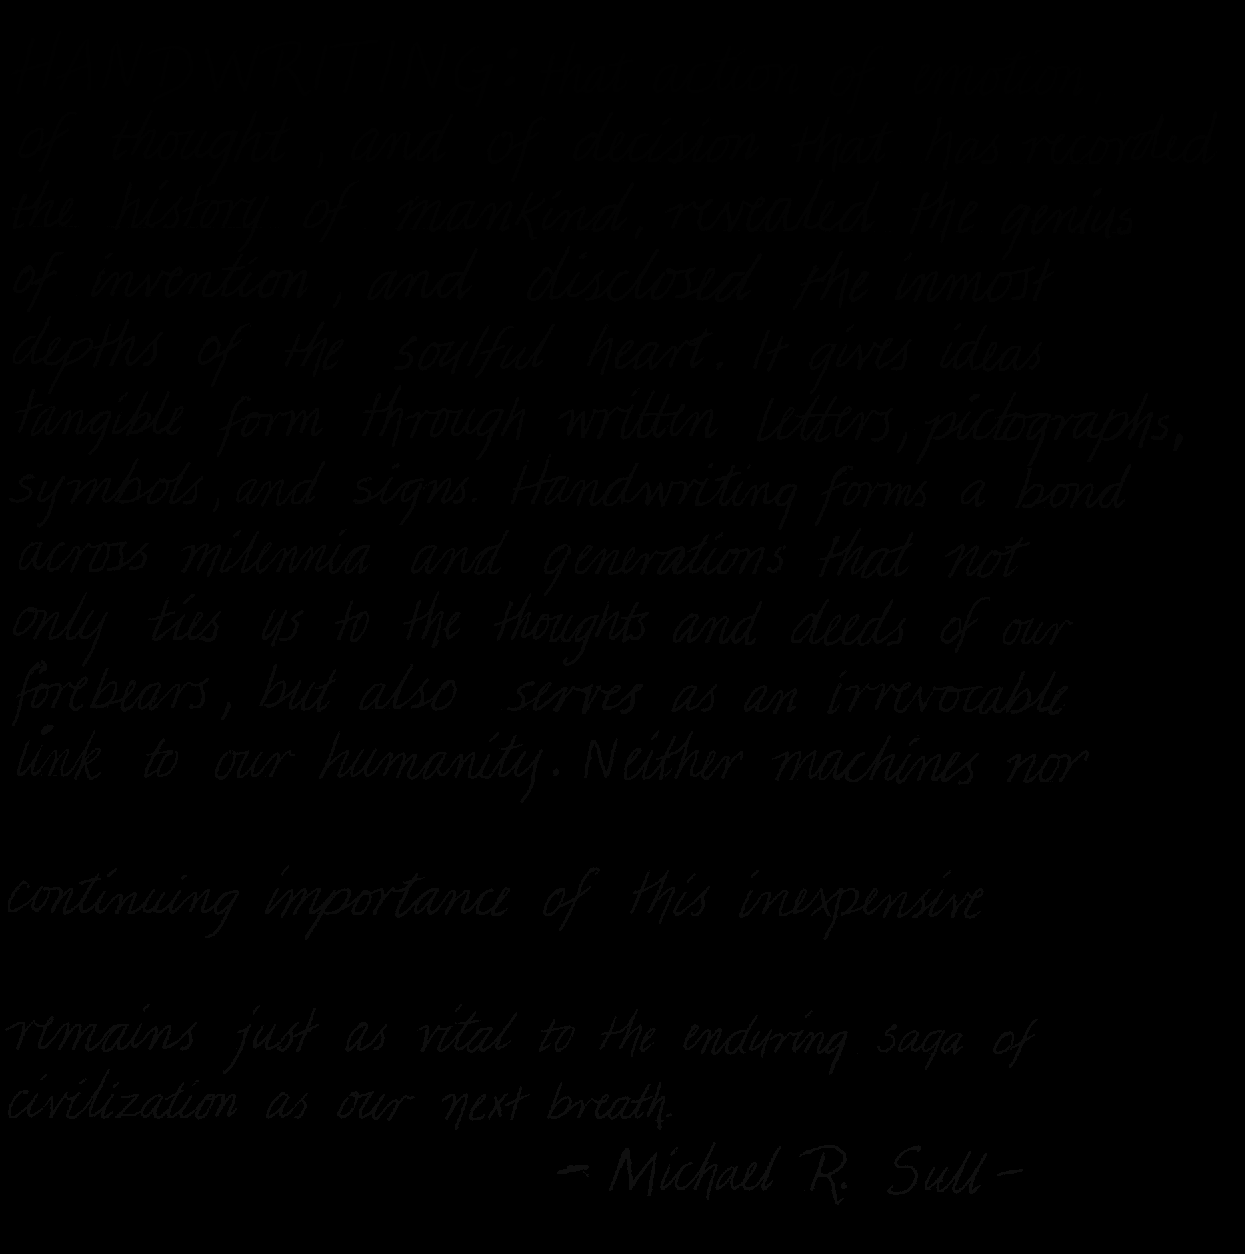 of thought, and of decision that has recorded
the history of mankind, revealed the genius
of invention, and disclosed the inmost
depths of the soulful heart. It gives ideas
tangible form through written letters, pictographs,
symbols, and signs. Handwriting forms a bond
across milennia and generations that not
only ties us to the thoughts and deeds of our
forebears, but also serves as an irrevocable
link to our humanity. Neither machines nor
continuing importance of this inexpensive
remains just as vital to the enduring saga of
civilization as our next breath.
- Michael R. Sull -